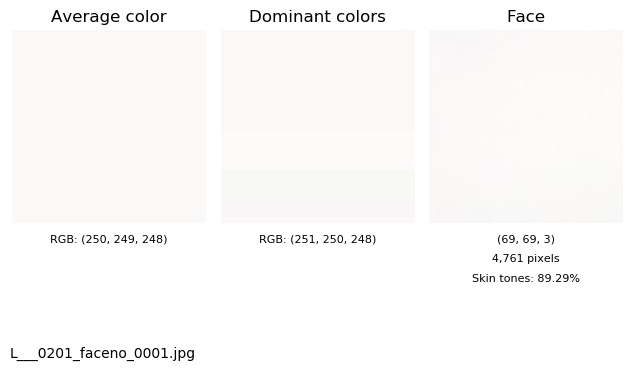 Average color
Dominant colors
Face
RGB: (250, 249, 248)
RGB: (251, 250, 248)
(69, 69, 3)
4,761 pixels
Skin tones: 89.29%
L___0201_faceno_0001.jpg